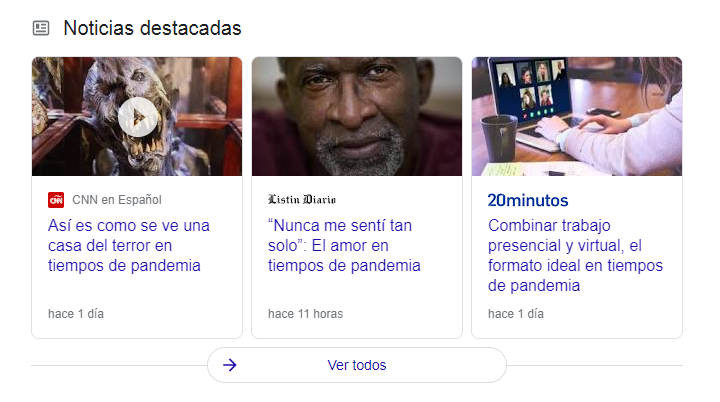 Noticias destacadas
CNN en Español
Así es como se ve una
casa del terror en
tiempos de pandemia
hace 1 día
Listin Diario
“Nunca me sentí tan
solo”: El amor en
tiempos de pandemia
hace 11 horas
20minutos
Combinar trabajo
presencial y virtual, el
formato ideal en tiempos
de pandemia
hace 1 día
Ver todos